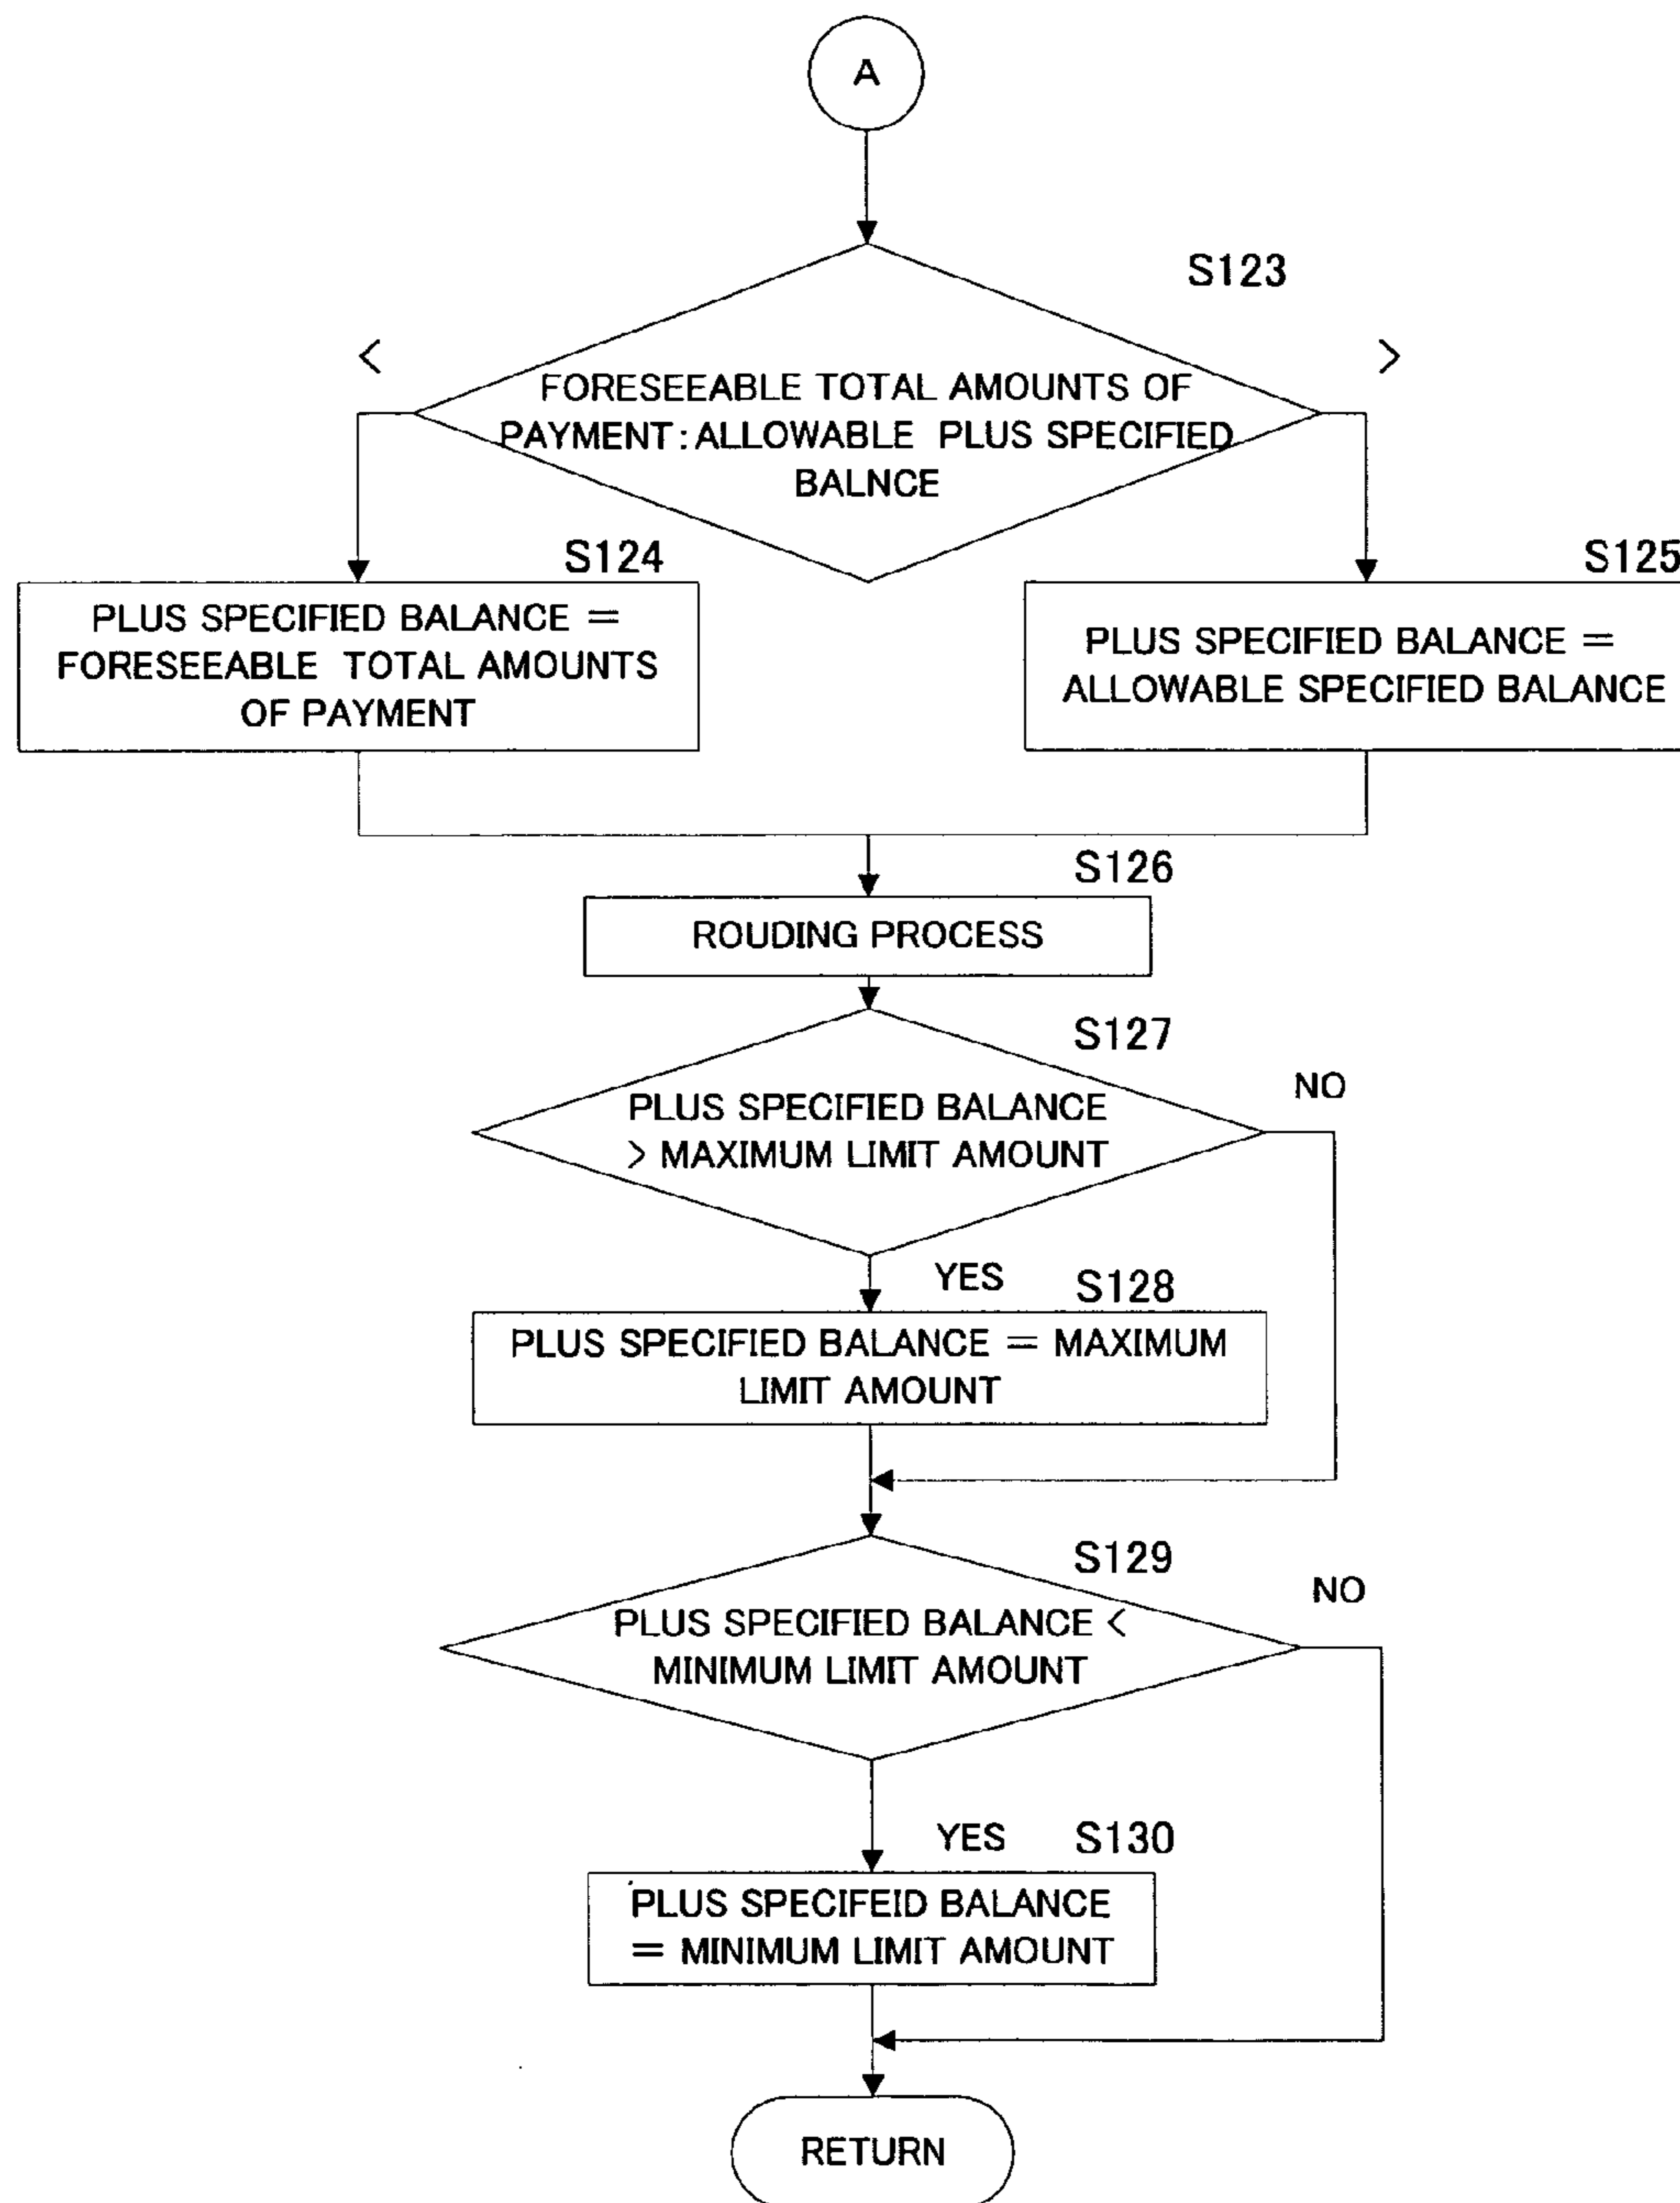 A
S123
<
>
FORESEEABLE TOTAL AMOUNTS OF
PAYMENT:ALLOWABLE PLUS SPECIFIED
BALNCE
S124
PLUS SPECIFIED BALANCE =
FORESEEABLE TOTAL AMOUNTS
OF PAYMENT
S125
PLUS SPECIFIED BALANCE =
ALLOWABLE SPECIFIED BALANCE
S126
ROUDING PROCESS
S127
NO
PLUS SPECIFIED BALANCE
> MAXIMUM LIMIT AMOUNT
YES
S128
PLUS SPECIFIED BALANCE = MAXIMUM
LIMIT AMOUNT
S129
NO
PLUS SPECIFIED BALANCE <
MINIMUM LIMIT AMOUNT
YES
S130
PLUS SPECIFEID BALANCE
= MINIMUM LIMIT AMOUNT
RETURN